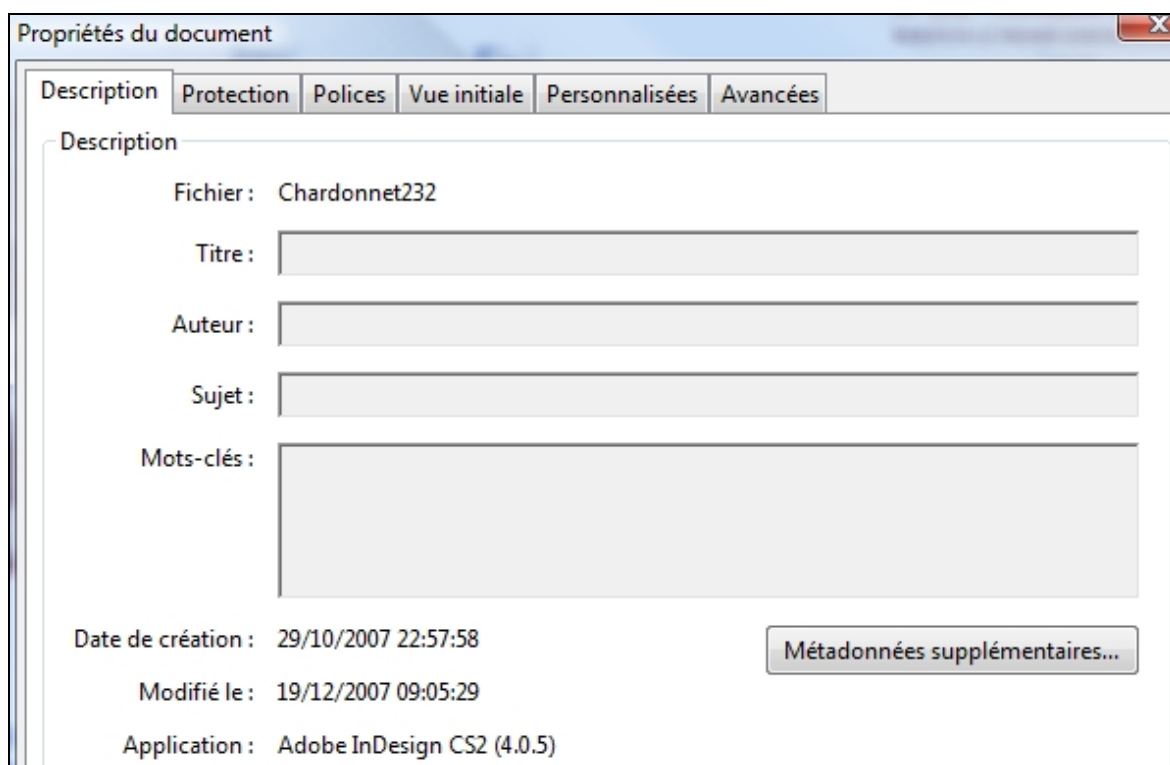 Propriétés du document
Description Protection Polices Vue initiale Personnalisées Avancées
Description
Fichier : Chardonnet232
Titre :
Auteur :
Sujet :
Mots-clés :
Date de création : 29/10/2007 22:57:58 Métadonnées supplémentaires...
Modifié le : 19/12/2007 09:05:29
Application : Adobe InDesign CS2 (4.0.5)